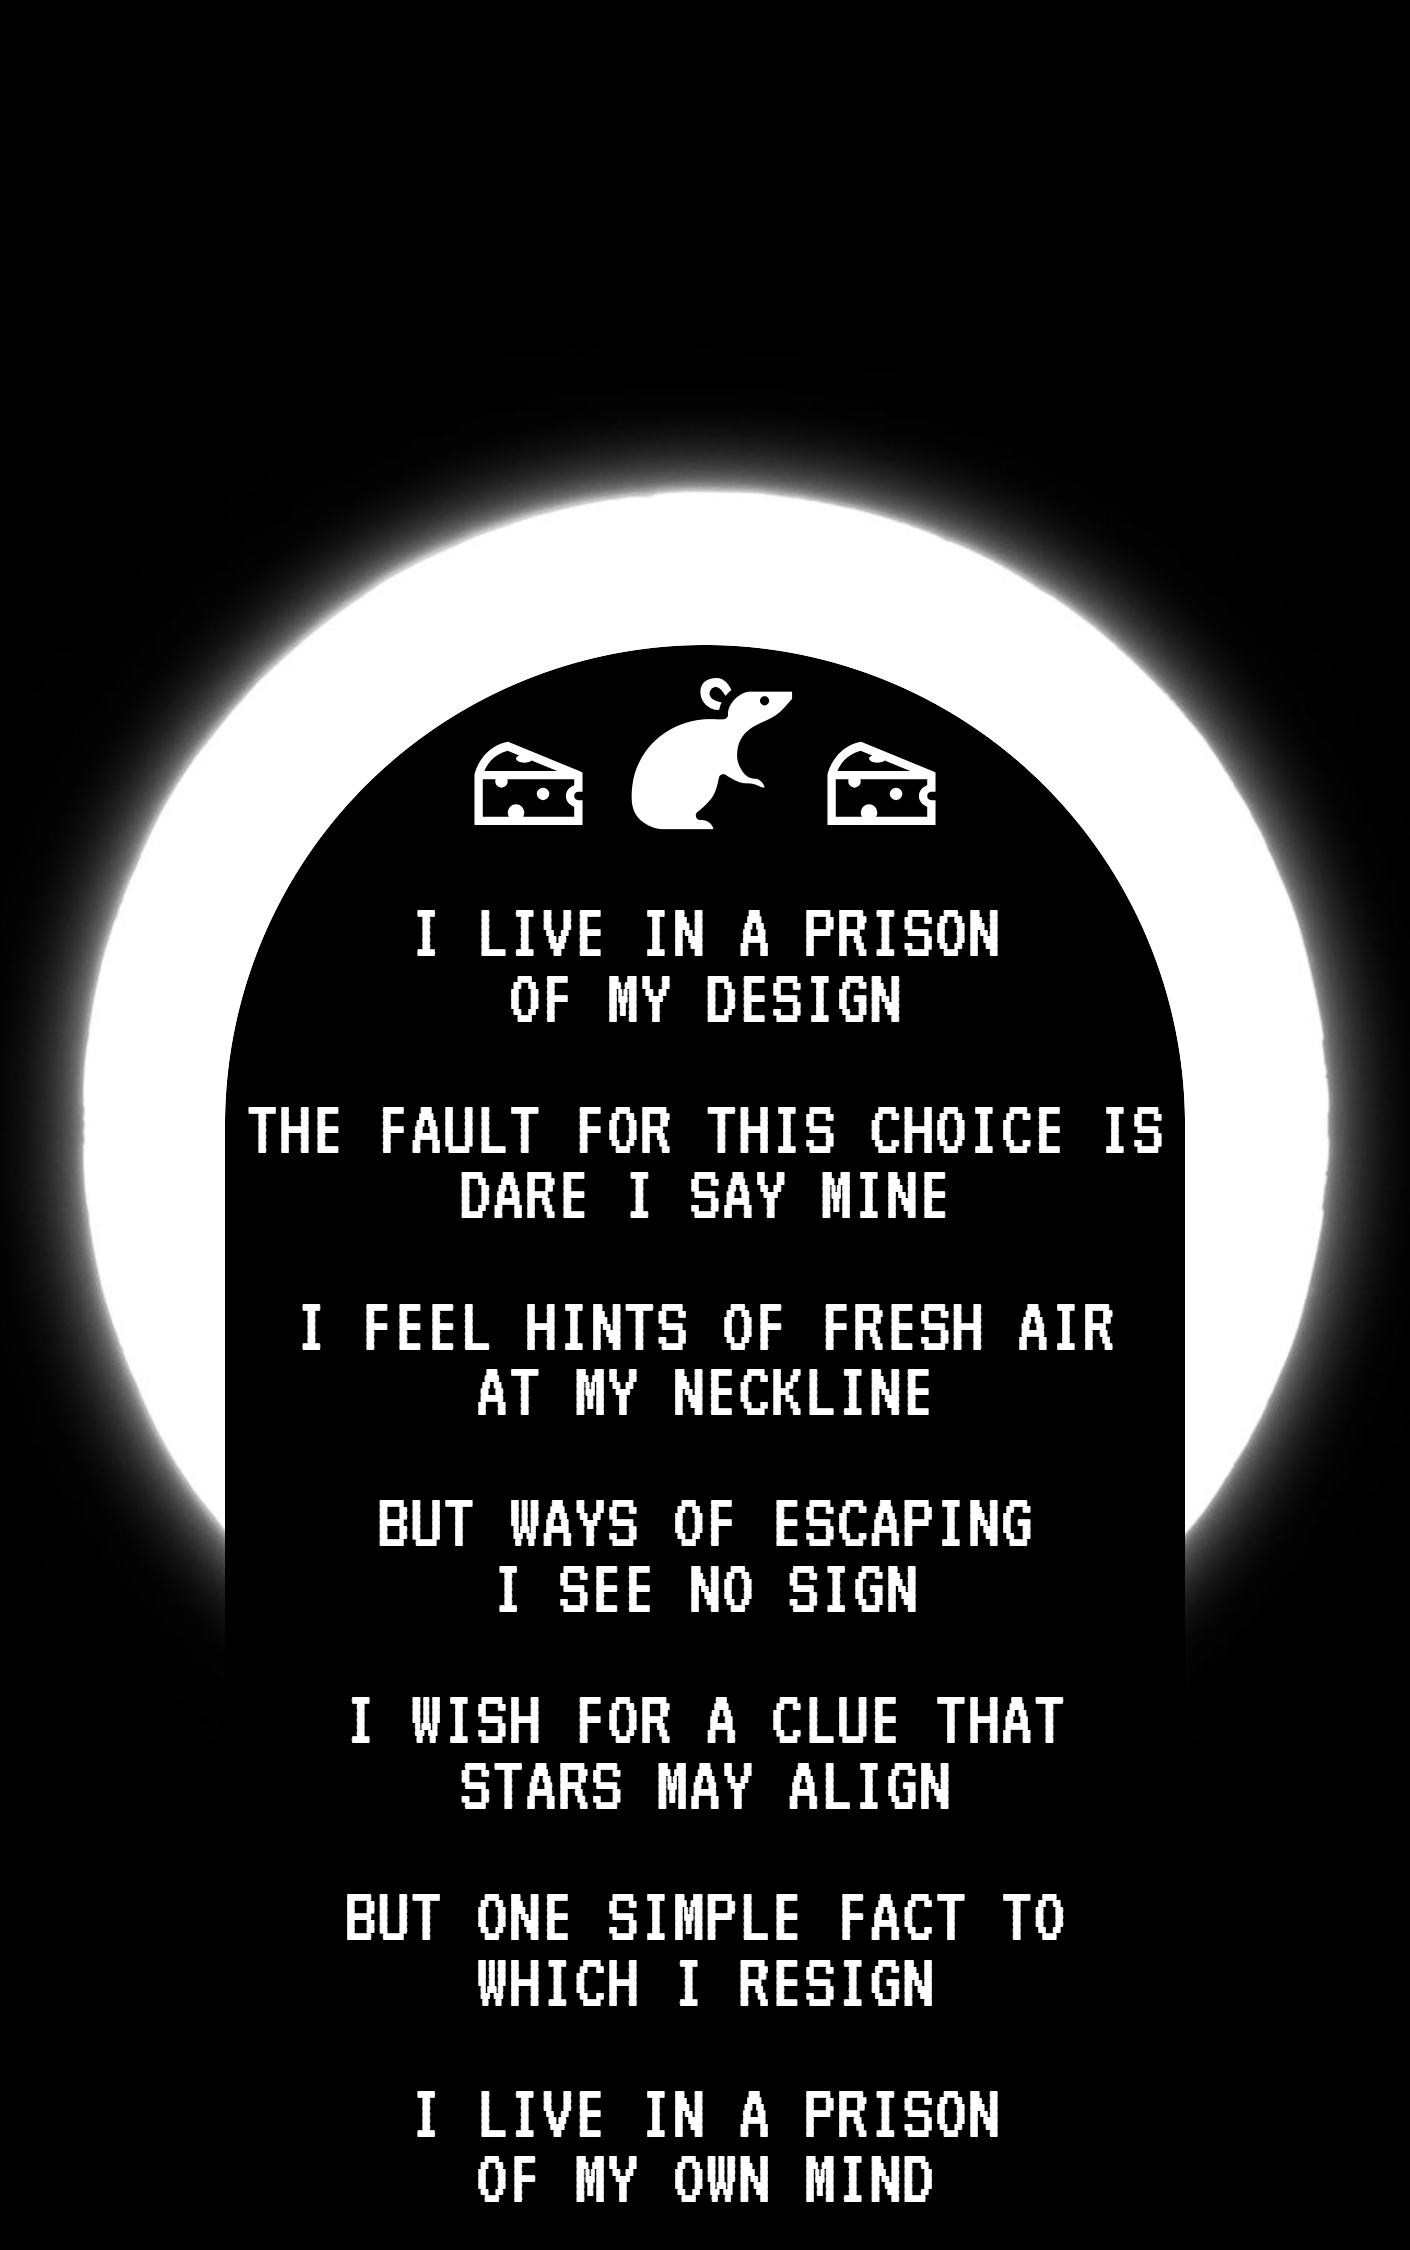 I LIVE IN A PRISON
OF MY DESIGN
THE FAULT FOR THIS CHOICE IS
DARE I SAY MINE
I FEEL HINTS OF FRESH AIR
AT MY NECKLINE
BUT WAYS OF ESCAPING
I SEE NO SIGN
I WISH FOR A CLUE THAT
STARS MAY ALIGN
BUT ONE SIMPLE FACT TO
WHICH I RESIGN
I LIVE IN A PRISON
OF MY OWN MIND